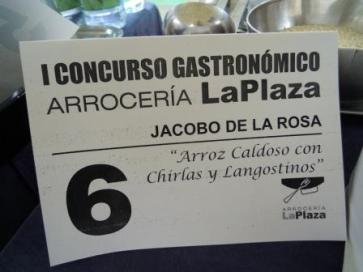 I CONCURSO GASTRONÓMICO
ARROCERÍA LaPlaza
JACOBO DE LA ROSA
6
"Arroz Caldoso con
Chirlas y Langostinos"
ARROCERÍA
LaPlaza